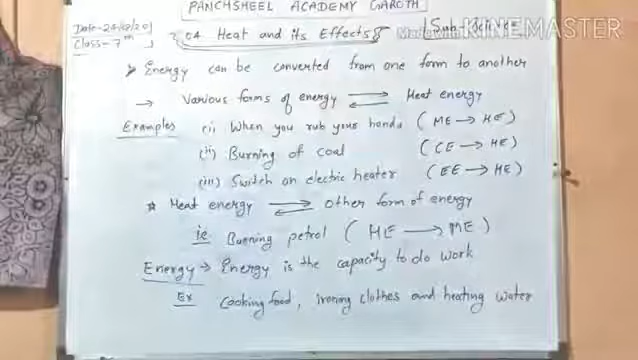 PANCHSHEEL ACADEMY GAROTH
Date-24/02/201
Class-7th
04 Heat and its Effects
Sub-Science
Made with KINEMASTER
Energy can be converted from one form to another
→ Various forms of energy ⇌ Heat energy
Examples (i) When you rub your hands (ME→HE)
(ii) Burning of coal (CE→HE)
(iii) Switch on electric heater (EE→HE)
* Heat energy ⇌ Other form of energy
ie Burning petrol (HE→ME)
Energy → Energy is the capacity to do work
Ex Cooking food, ironing clothes and heating water